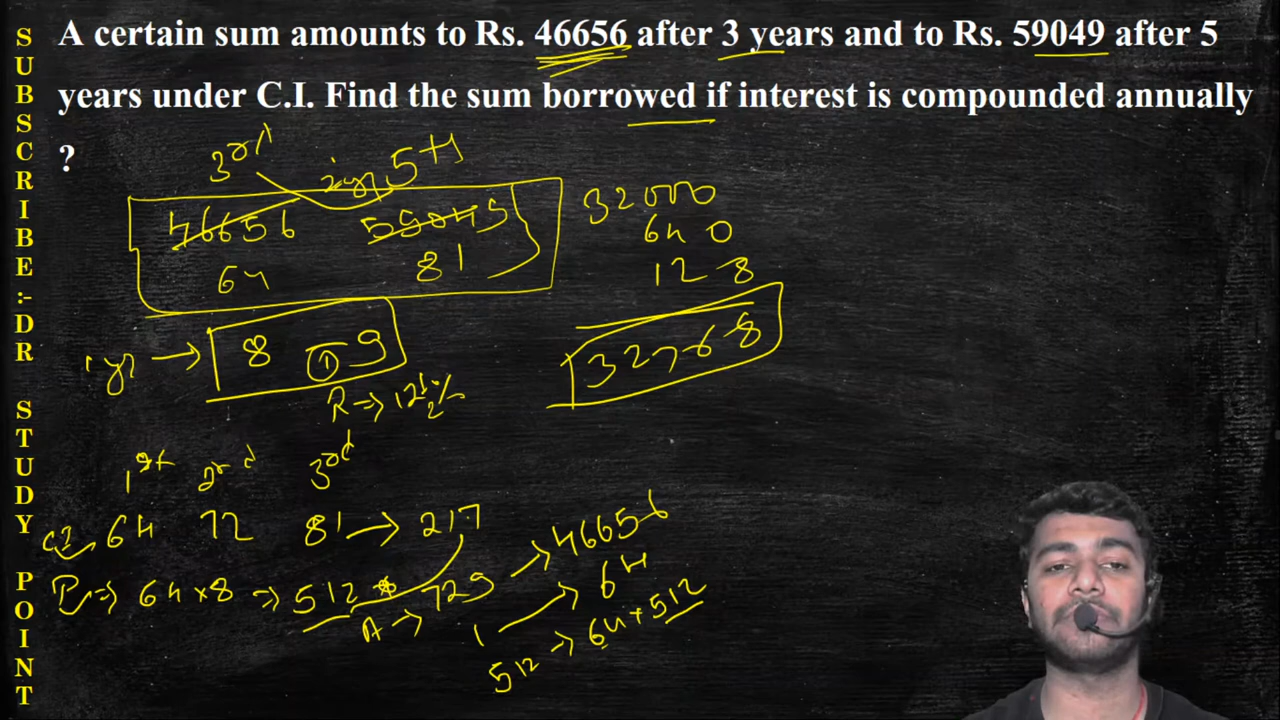 SUBSCRIBE:-DR STUDY POINT
A certain sum amounts to Rs. 46656 after 3 years and to Rs. 59049 after 5
years under C.I. Find the sum borrowed if interest is compounded annually
?
3rd 2yr 5th
46656 59049
64 81
32000
640
128
32768
1yr → 8 ① 9
R → 12 1/2 %
1st 2nd 3rd
CI 64 72 81 → 217
P ⇒ 64 × 8 ⇒ 512
A → 729 → 46656
1 → 64
512 → 64 × 512